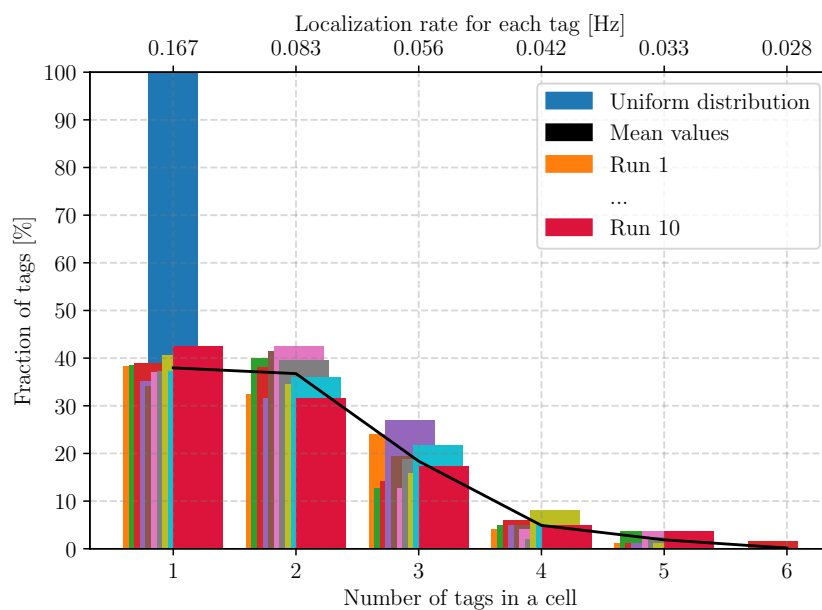 Localization rate for each tag [Hz]
0.167 0.083 0.056 0.042 0.033 0.028
100
90
80
70
60
50
40
30
20
10
0
Fraction of tags [%]
Uniform distribution
Mean values
Run 1
...
Run 10
1 2 3 4 5 6
Number of tags in a cell